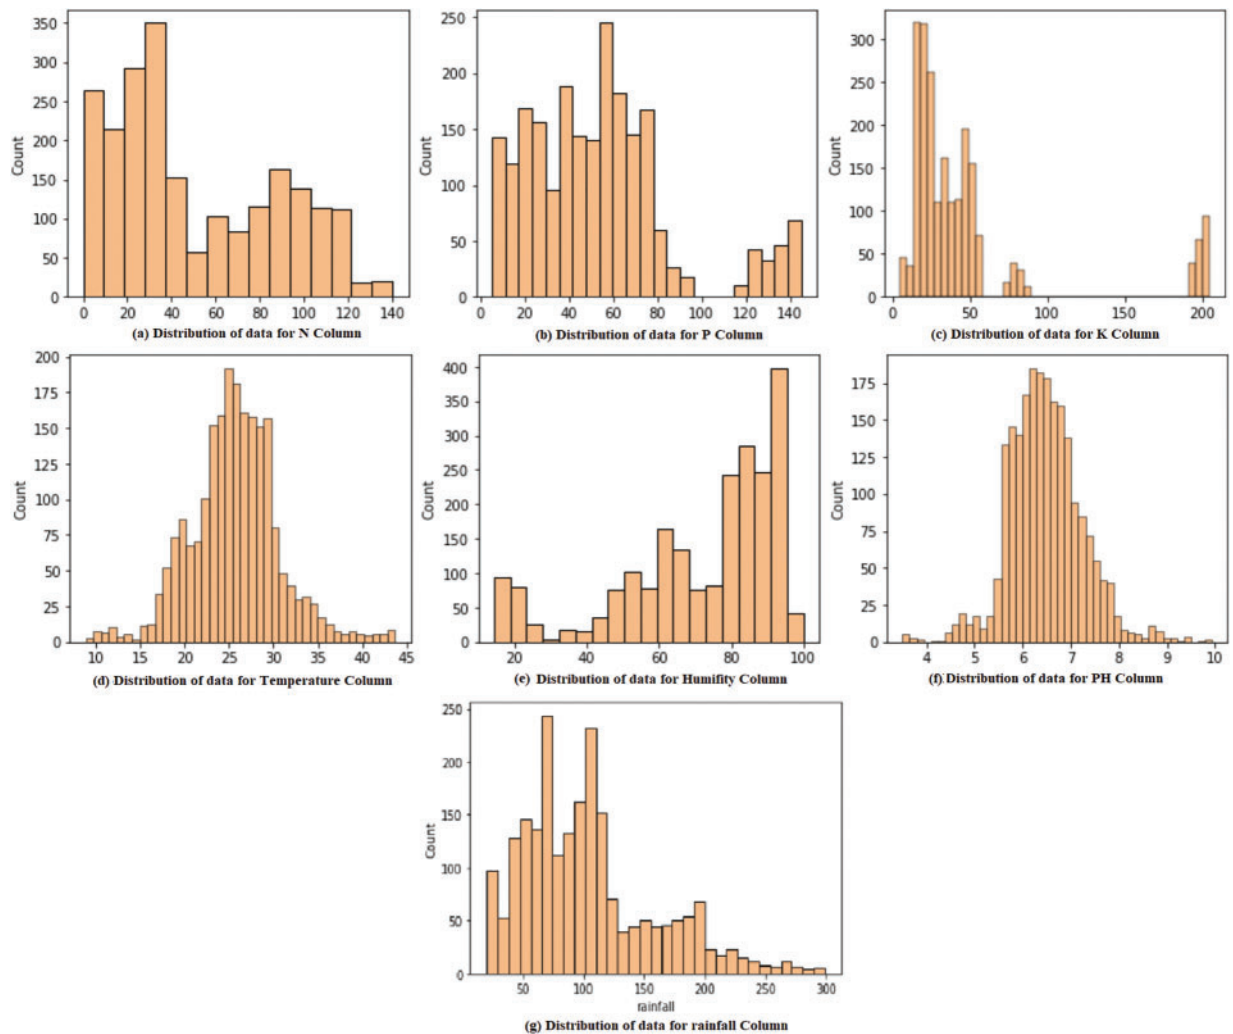 350
300
250
200
150
100
50
0
Count
0 20 40 60 80 100 120 140
(a) Distribution of data for N Column
250
200
150
100
50
0
Count
0 20 40 60 80 100 120 140
(b) Distribution of data for P Column
300
250
200
150
100
50
0
Count
0 50 100 150 200
(c) Distribution of data for K Column
200
175
150
125
100
75
50
25
0
Count
10 15 20 25 30 35 40 45
(d) Distribution of data for Temperature Column
400
350
300
250
200
150
100
50
0
Count
20 40 60 80 100
(e) Distribution of data for Humifity Column
175
150
125
100
75
50
25
0
Count
4 5 6 7 8 9 10
(f) Distribution of data for PH Column
250
200
150
100
50
0
Count
50 100 150 200 250 300
rainfall
(g) Distribution of data for rainfall Column